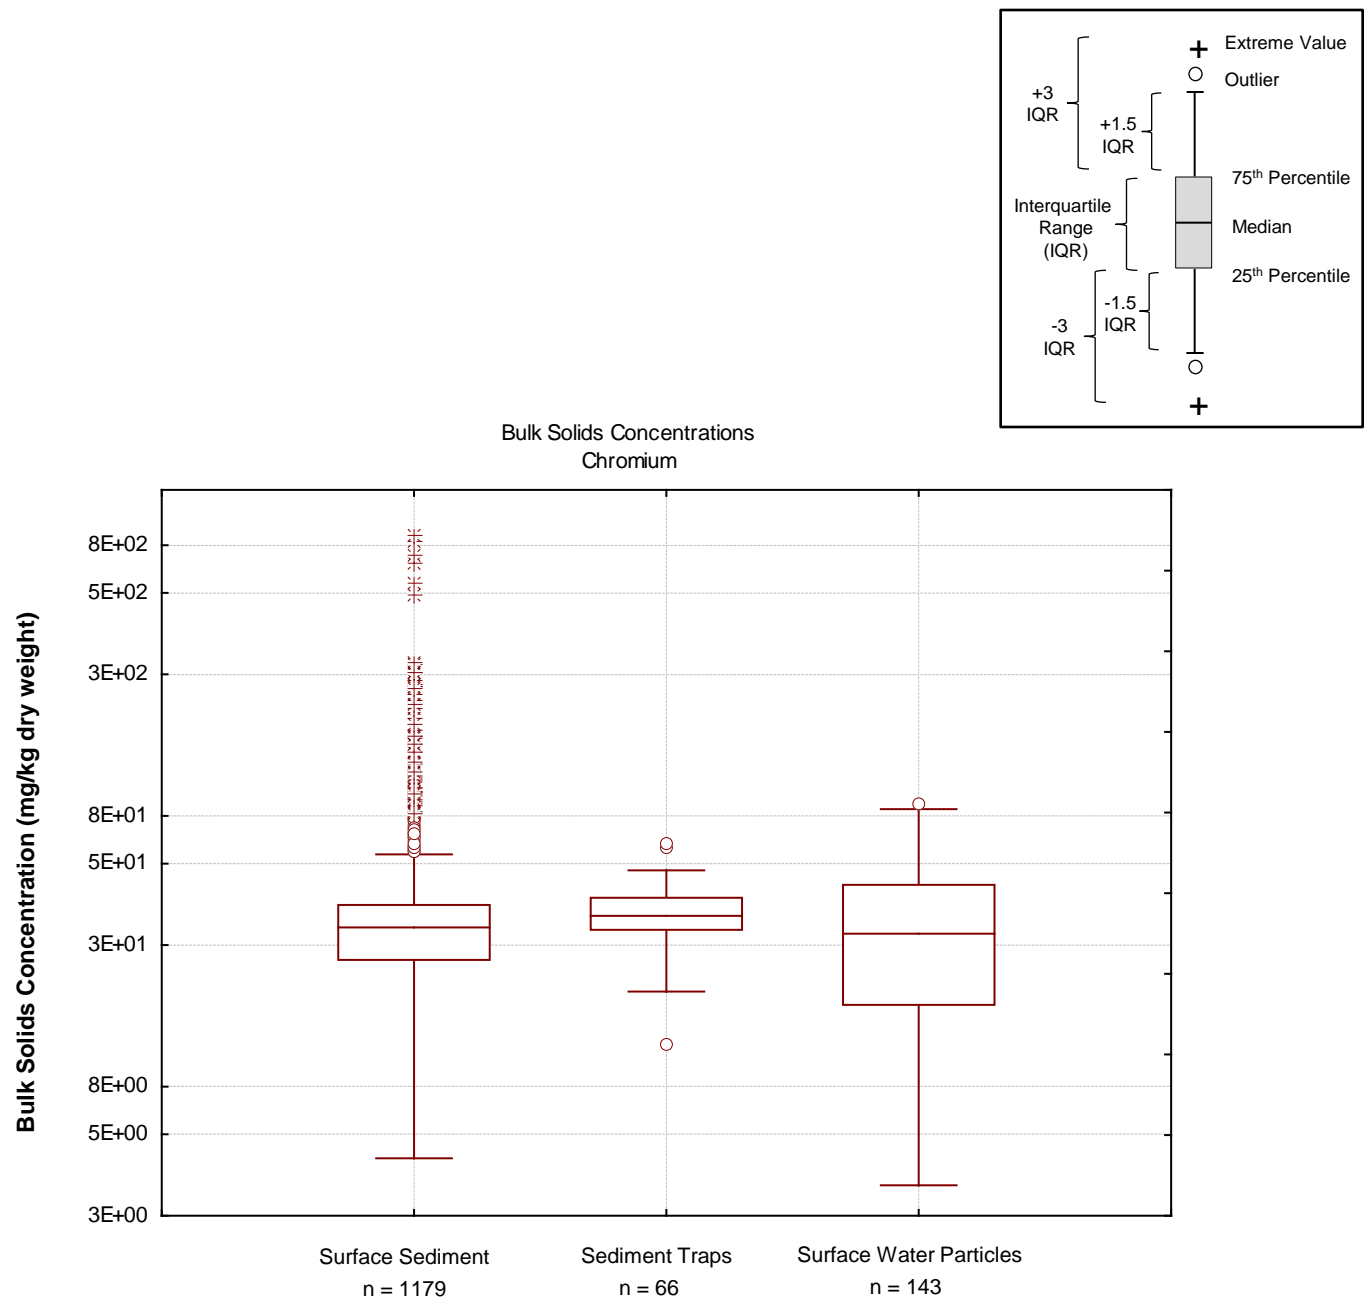 Extreme Value
Outlier
+3
IQR
+1.5
IQR
75th Percentile
Interquartile
Range
(IQR)
Median
25th Percentile
-1.5
IQR
-3
IQR
Bulk Solids Concentrations
Chromium
Bulk Solids Concentration (mg/kg dry weight)
8E+02
5E+02
3E+02
8E+01
5E+01
3E+01
8E+00
5E+00
3E+00
Surface Sediment
n = 1179
Sediment Traps
n = 66
Surface Water Particles
n = 143